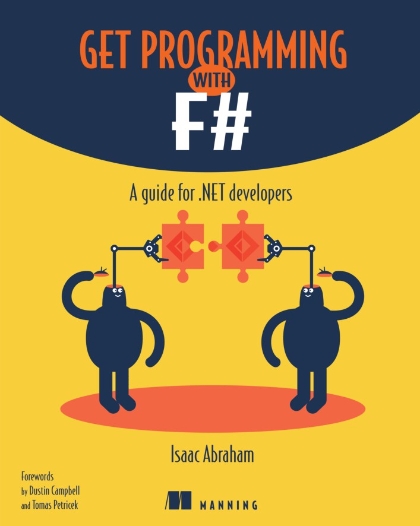 GET PROGRAMMING
WITH
F#
A guide for .NET developers
Isaac Abraham
Forewords
by Dustin Campbell
and Tomas Petricek
MANNING